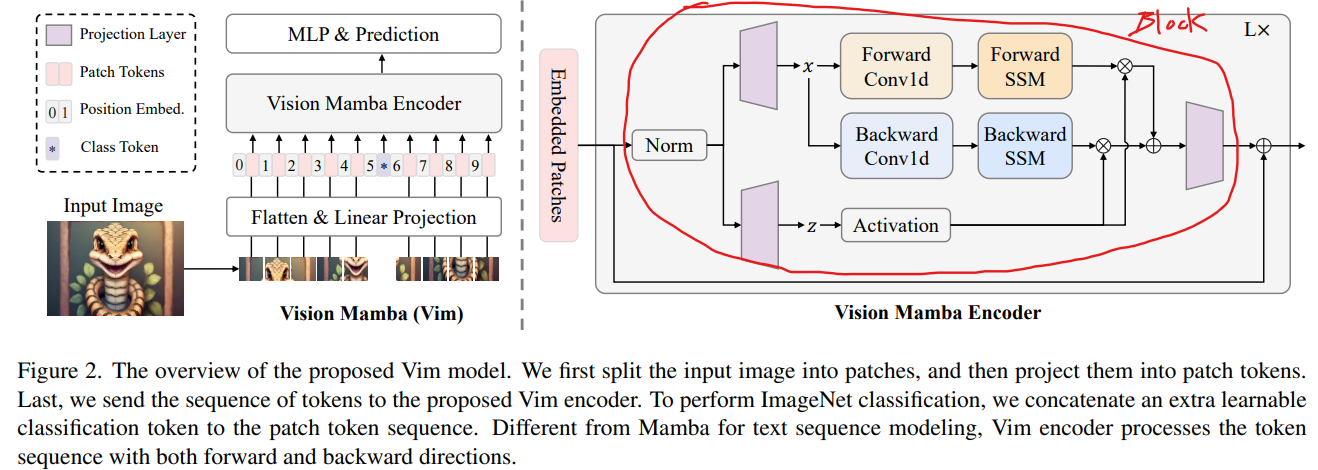 Projection Layer
Patch Tokens
0 1 Position Embed.
* Class Token
Input Image
MLP & Prediction
Vision Mamba Encoder
0 1 2 3 4 5 * 6 7 8 9
Flatten & Linear Projection
Vision Mamba (Vim)
Embedded Patches
Block
L×
Norm
x
Forward Conv1d
Forward SSM
Backward Conv1d
Backward SSM
z
Activation
Vision Mamba Encoder
Figure 2. The overview of the proposed Vim model. We first split the input image into patches, and then project them into patch tokens.
Last, we send the sequence of tokens to the proposed Vim encoder. To perform ImageNet classification, we concatenate an extra learnable
classification token to the patch token sequence. Different from Mamba for text sequence modeling, Vim encoder processes the token
sequence with both forward and backward directions.